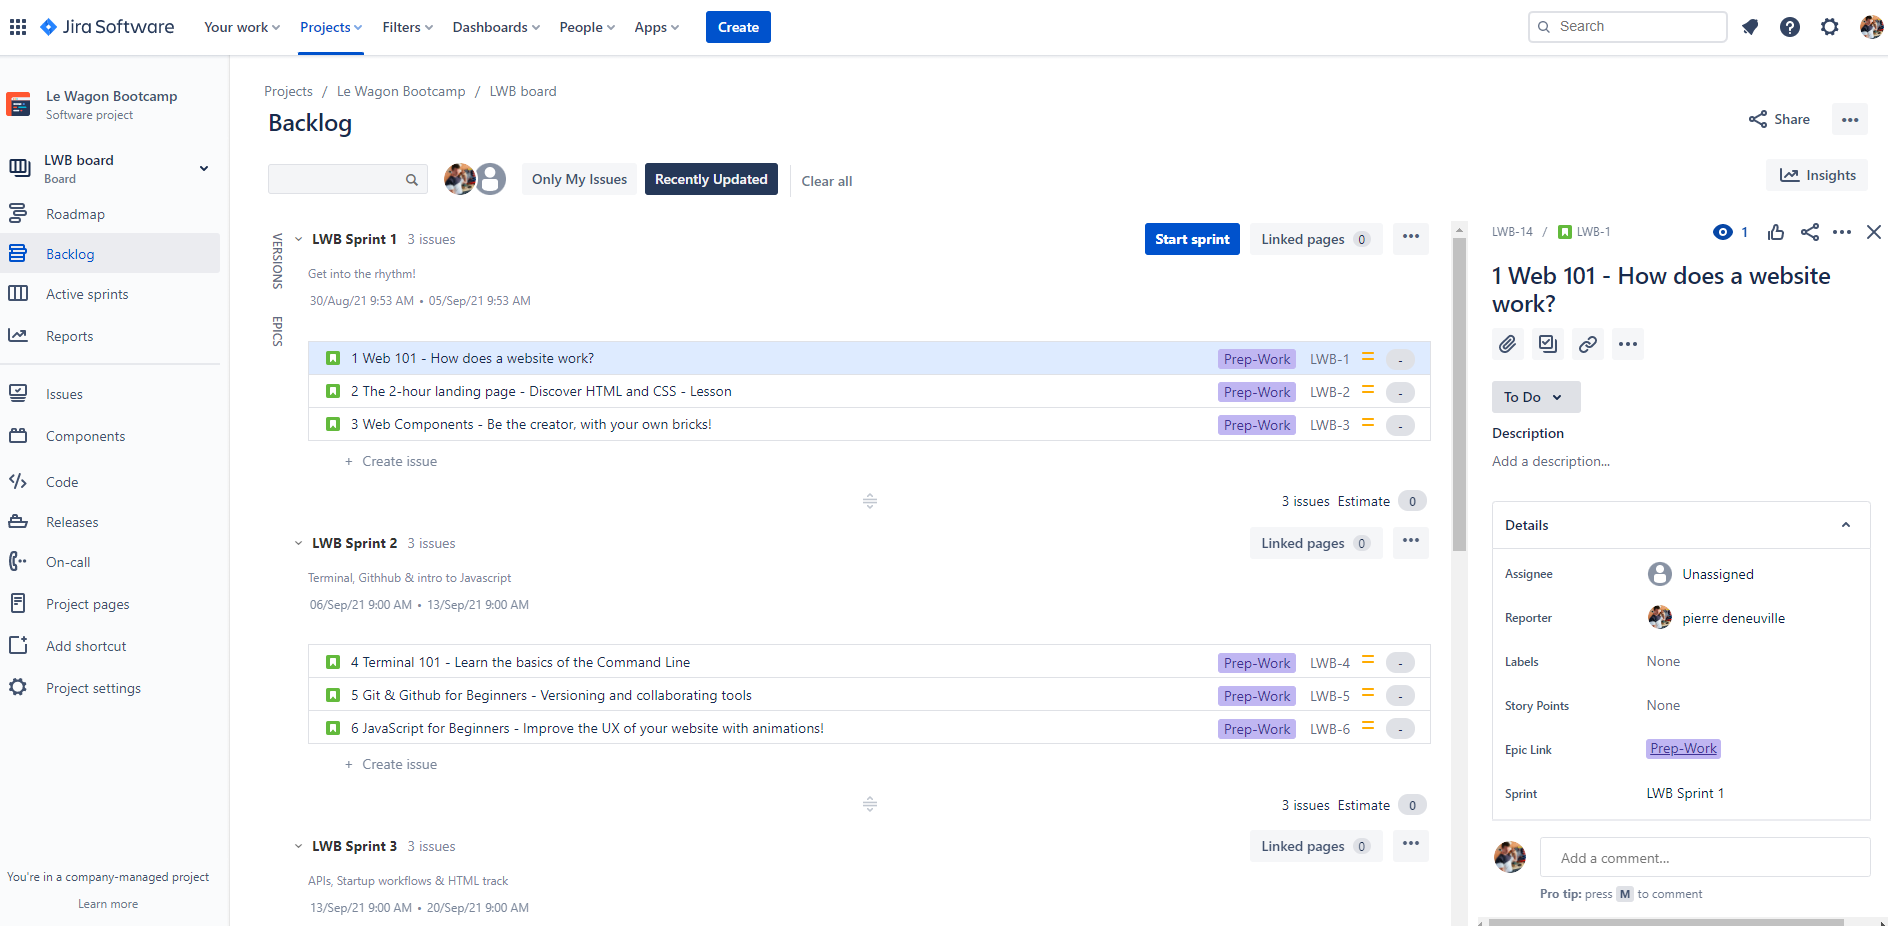 Jira Software
Your work
Projects
Filters
Dashboards
People
Apps
Create
Search
Le Wagon Bootcamp
Software project
LWB board
Board
Roadmap
Backlog
Active sprints
Reports
Issues
Components
Code
Releases
On-call
Project pages
Add shortcut
Project settings
You're in a company-managed project
Learn more
Projects / Le Wagon Bootcamp / LWB board
Backlog
Share
Only My Issues
Recently Updated
Clear all
Insights
VERSIONS
EPICS
LWB Sprint 1 3 issues
Start sprint
Linked pages 0
Get into the rhythm!
30/Aug/21 9:53 AM • 05/Sep/21 9:53 AM
1 Web 101 - How does a website work? Prep-Work LWB-1 -
2 The 2-hour landing page - Discover HTML and CSS - Lesson Prep-Work LWB-2 -
3 Web Components - Be the creator, with your own bricks! Prep-Work LWB-3 -
+ Create issue
3 issues Estimate 0
LWB Sprint 2 3 issues
Linked pages 0
Terminal, Githhub & intro to Javascript
06/Sep/21 9:00 AM • 13/Sep/21 9:00 AM
4 Terminal 101 - Learn the basics of the Command Line Prep-Work LWB-4 -
5 Git & Github for Beginners - Versioning and collaborating tools Prep-Work LWB-5 -
6 JavaScript for Beginners - Improve the UX of your website with animations! Prep-Work LWB-6 -
+ Create issue
3 issues Estimate 0
LWB Sprint 3 3 issues
Linked pages 0
APIs, Startup workflows & HTML track
13/Sep/21 9:00 AM • 20/Sep/21 9:00 AM
LWB-14 / LWB-1
1
1 Web 101 - How does a website
work?
To Do
Description
Add a description...
Details
Assignee Unassigned
Reporter pierre deneuville
Labels None
Story Points None
Epic Link Prep-Work
Sprint LWB Sprint 1
Add a comment...
Pro tip: press M to comment